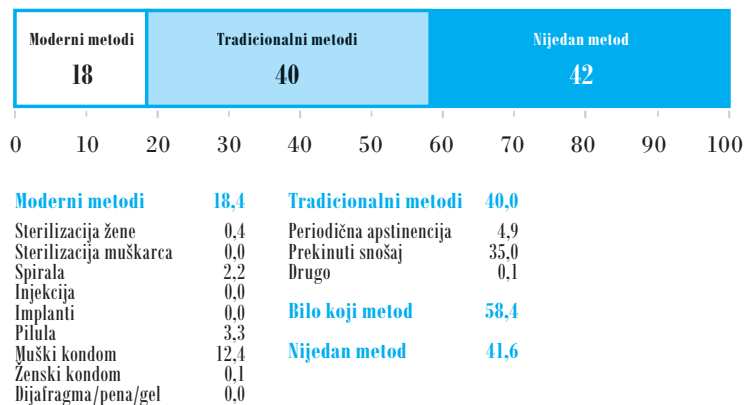 Moderni metodi Tradicionalni metodi Nijedan metod
18 40 42
0 10 20 30 40 50 60 70 80 90 100
Moderni metodi 18,4
Sterilizacija žene 0,4
Sterilizacija muškarca 0,0
Spirala 2,2
Injekcija 0,0
Implanti 0,0
Pilula 3,3
Muški kondom 12,4
Ženski kondom 0,1
Dijafragma/pena/gel 0,0
Tradicionalni metodi 40,0
Periodična apstinencija 4,9
Prekinuti snošaj 35,0
Drugo 0,1
Bilo koji metod 58,4
Nijedan metod 41,6